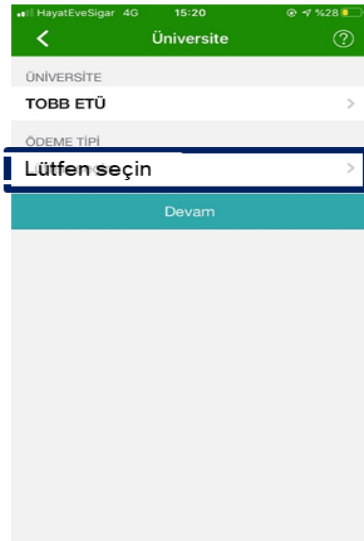 HayatEveSigar 4G 15:20 %28
Üniversite
ÜNİVERSİTE
TOBB ETÜ
ÖDEME TİPİ
Lütfen seçin
Devam